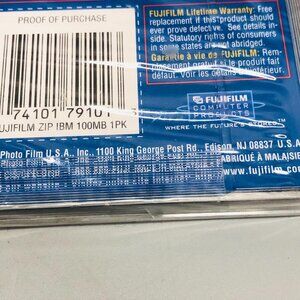 PROOF OF PURCHASE
74101 79101
FUJIFILM ZIP IBM 100MB 1PK
FUJIFILM Lifetime Warranty: Free
replacement if this product should
ever prove defective. See details in-
side. Statutory rights of consumers
in some states are not abridged.
Garantie à vie de FUJIFILM: Rem-
placement gratuit si le produit fait
défaut. Voir les détails à l'intérieur.
FUJIFILM
COMPUTER
PRODUCTS
WHERE THE FUTURE'S STORED™
Photo Film U.S.A., Inc., 1100 King George Post Rd., Edison, NJ 08837 U.S.A.
FABRIQUÉ À MALAISIE
www.fujifilm.